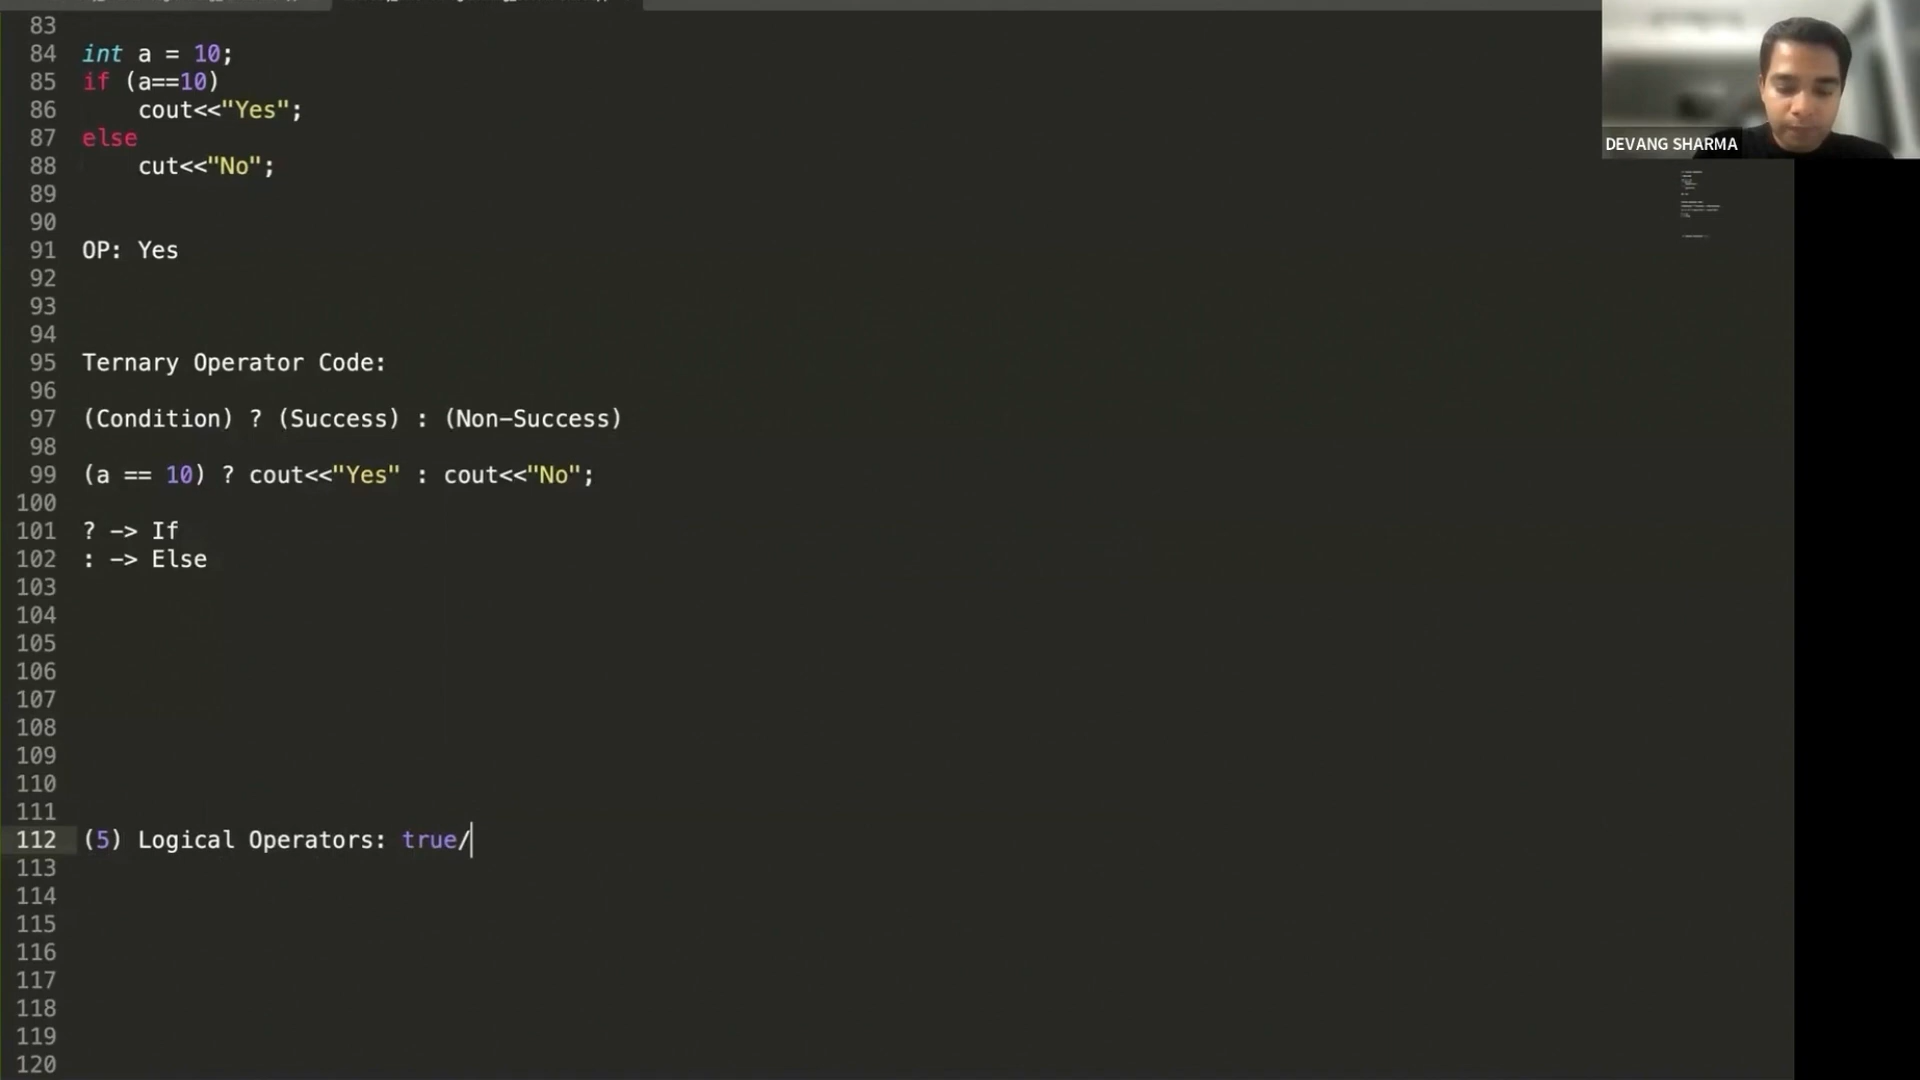 83
84 int a = 10;
85 if (a==10)
86 cout<<"Yes";
87 else
88 cut<<"No";
89
90
91 OP: Yes
92
93
94
95 Ternary Operator Code:
96
97 (Condition) ? (Success) : (Non-Success)
98
99 (a == 10) ? cout<<"Yes" : cout<<"No";
100
101 ? -> If
102 : -> Else
103
104
105
106
107
108
109
110
111
112 (5) Logical Operators: true/
113
114
115
116
117
118
119
120
DEVANG SHARMA